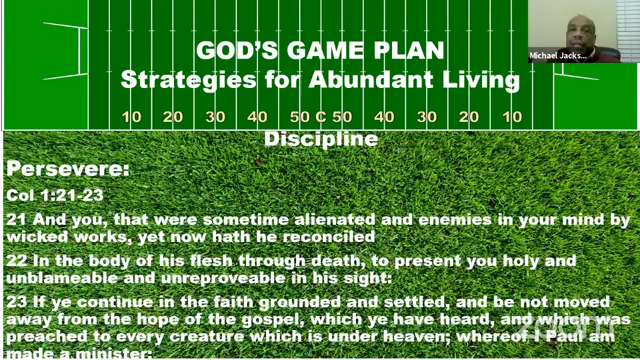 GOD'S GAME PLAN
Strategies for Abundant Living
Michael Jacks...
10 20 30 40 50 C 50 40 30 20 10
Discipline
Persevere:
Col 1:21-23
21 And you, that were sometime alienated and enemies in your mind by
wicked works, yet now hath he reconciled
22 In the body of his flesh through death, to present you holy and
unblameable and unreproveable in his sight:
23 If ye continue in the faith grounded and settled, and be not moved
away from the hope of the gospel, which ye have heard, and which was
preached to every creature which is under heaven; whereof I Paul am
made a minister: